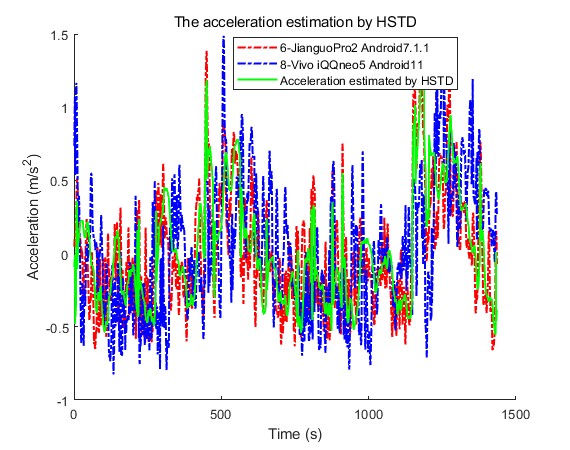 The acceleration estimation by HSTD
6-JianguoPro2 Android7.1.1
8-Vivo iQQneo5 Android11
Acceleration estimated by HSTD
1.5
1
0.5
0
-0.5
-1
Acceleration (m/s²)
0
500
1000
1500
Time (s)